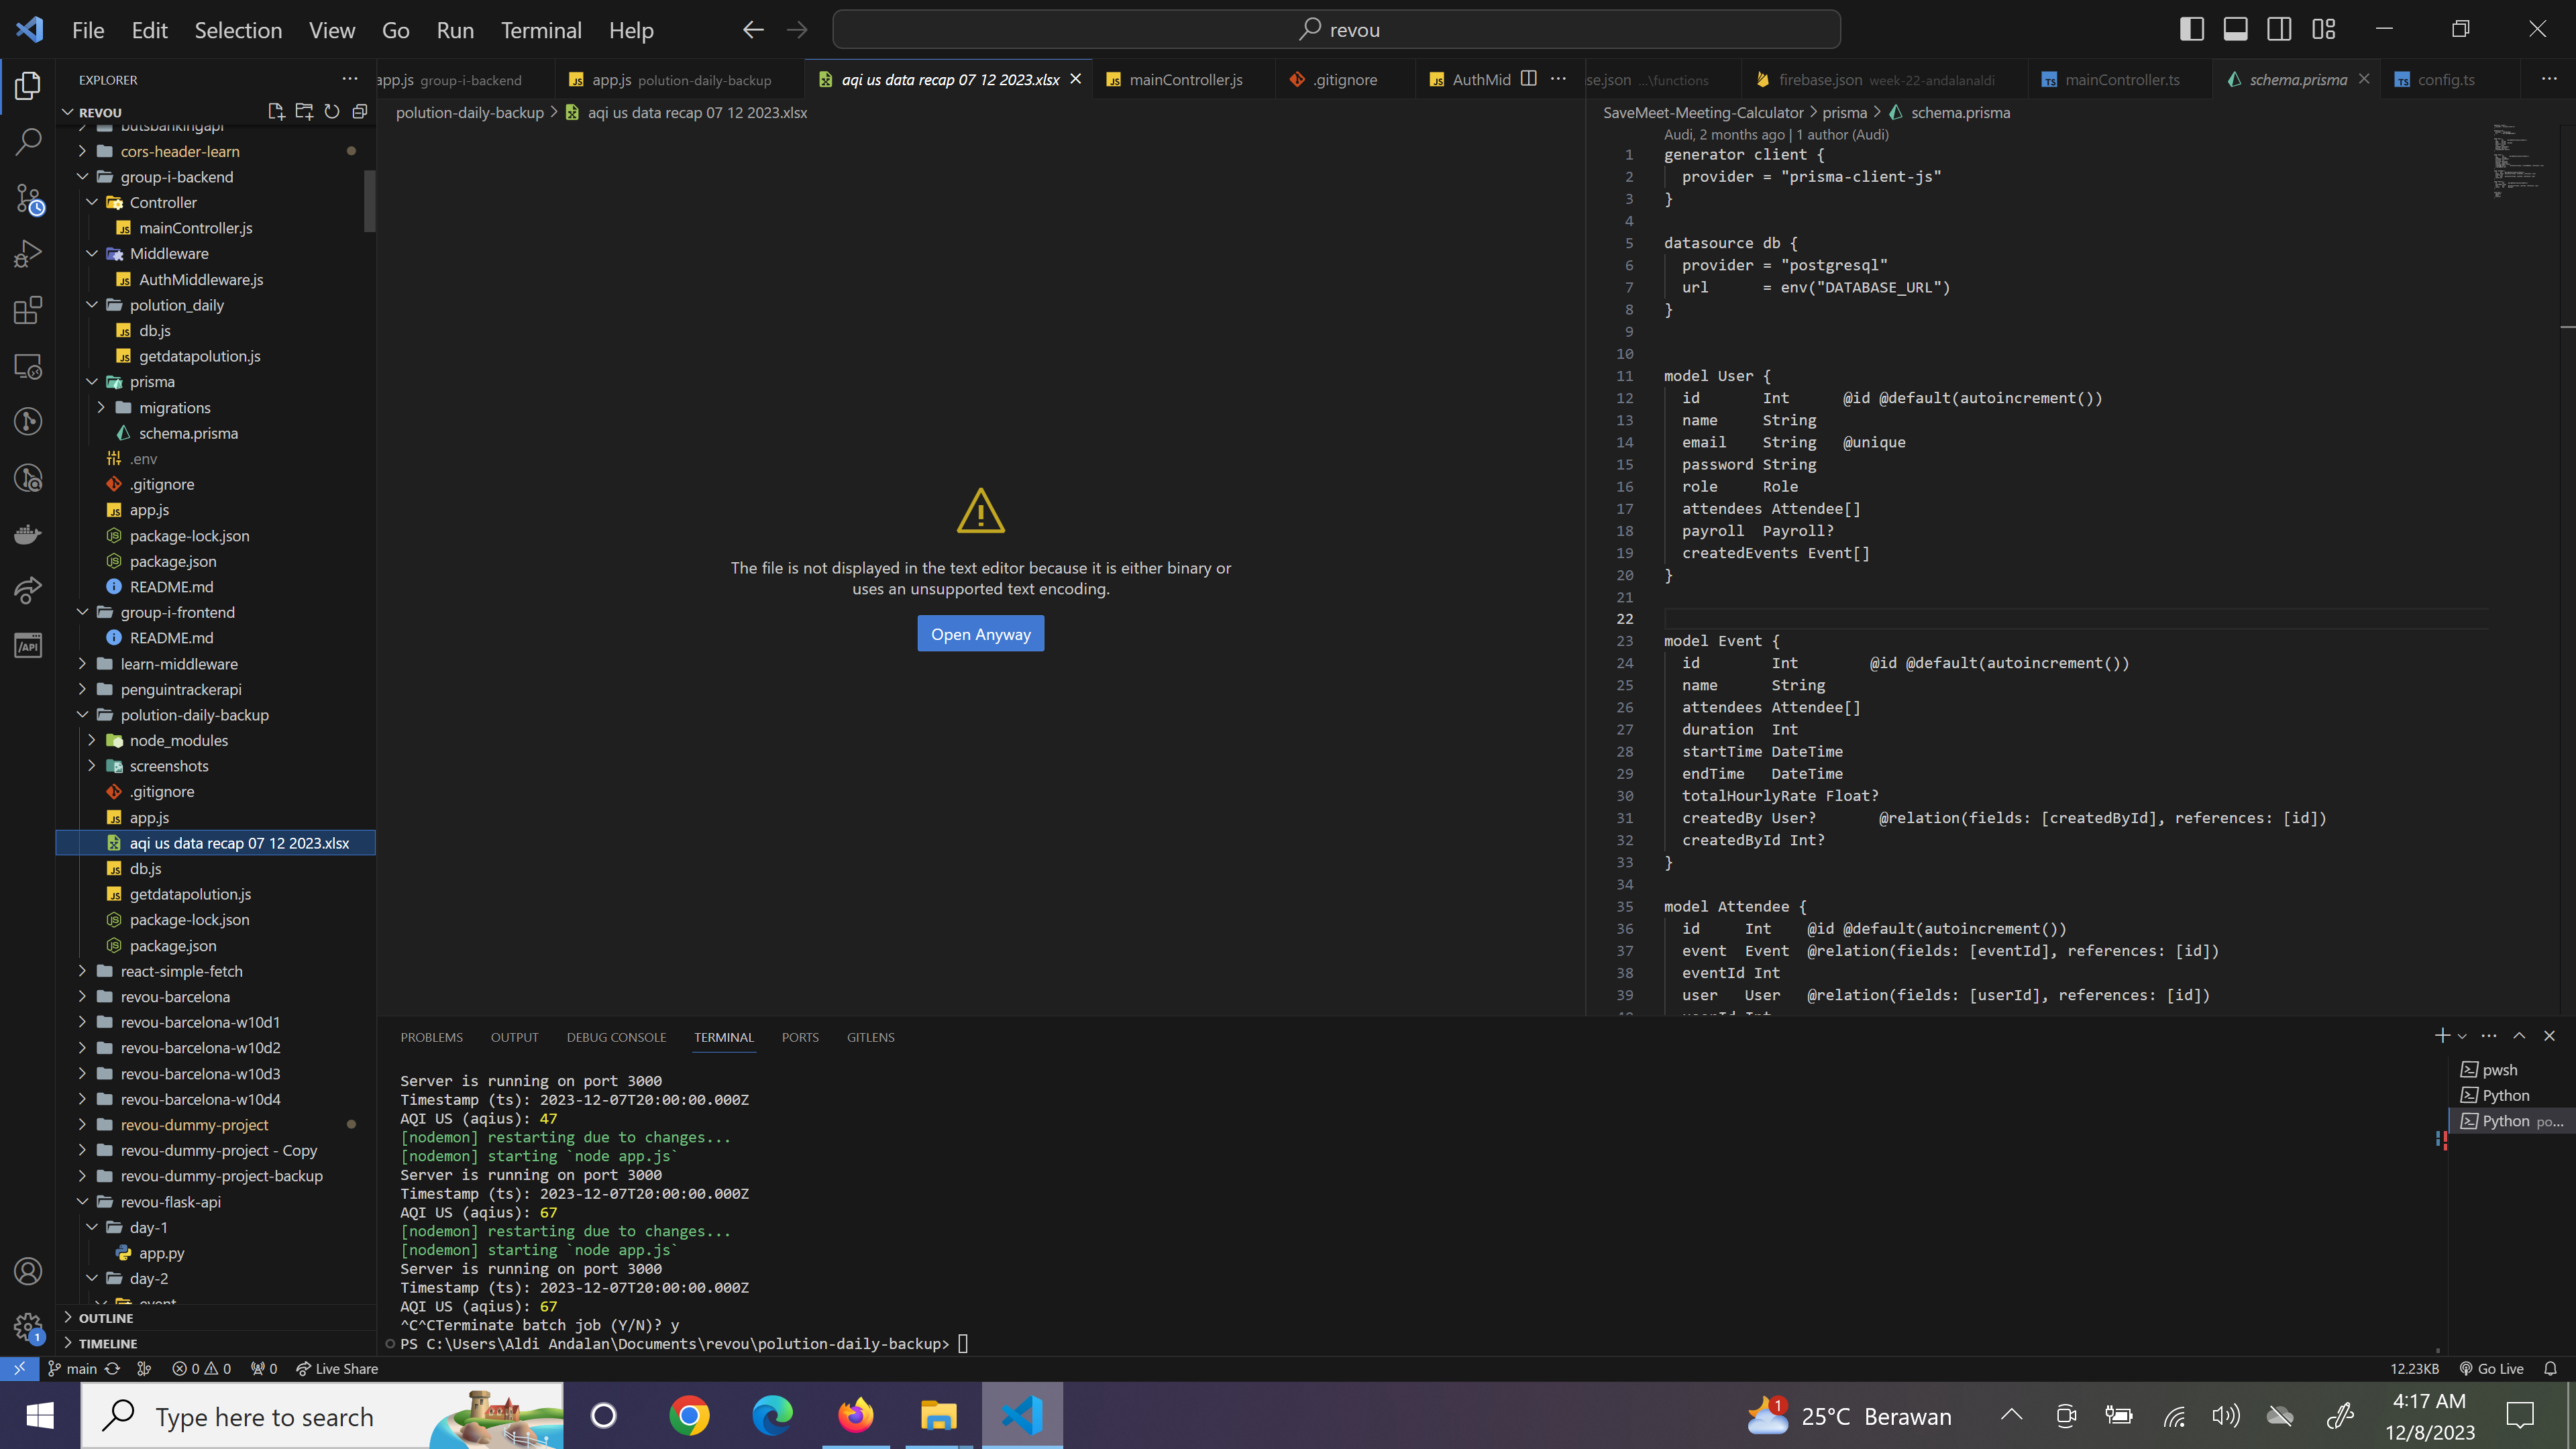 File Edit Selection View Go Run Terminal Help
revou
EXPLORER
REVOU
butsbankingapi
cors-header-learn
group-i-backend
Controller
mainController.js
Middleware
AuthMiddleware.js
polution_daily
db.js
getdatapolution.js
prisma
migrations
schema.prisma
.env
.gitignore
app.js
package-lock.json
package.json
README.md
group-i-frontend
README.md
learn-middleware
penguintrackerapi
polution-daily-backup
node_modules
screenshots
.gitignore
app.js
aqi us data recap 07 12 2023.xlsx
db.js
getdatapolution.js
package-lock.json
package.json
react-simple-fetch
revou-barcelona
revou-barcelona-w10d1
revou-barcelona-w10d2
revou-barcelona-w10d3
revou-barcelona-w10d4
revou-dummy-project
revou-dummy-project - Copy
revou-dummy-project-backup
revou-flask-api
day-1
app.py
day-2
event
OUTLINE
TIMELINE
app.js group-i-backend
app.js polution-daily-backup
aqi us data recap 07 12 2023.xlsx
mainController.js
.gitignore
AuthMid
polution-daily-backup > aqi us data recap 07 12 2023.xlsx
The file is not displayed in the text editor because it is either binary or
uses an unsupported text encoding.
Open Anyway
se.json ...\functions
firebase.json week-22-andalanaldi
mainController.ts
schema.prisma
config.ts
SaveMeet-Meeting-Calculator > prisma > schema.prisma
Audi, 2 months ago | 1 author (Audi)
1 generator client {
2 provider = "prisma-client-js"
3 }
4
5 datasource db {
6 provider = "postgresql"
7 url = env("DATABASE_URL")
8 }
9
10
11 model User {
12 id Int @id @default(autoincrement())
13 name String
14 email String @unique
15 password String
16 role Role
17 attendees Attendee[]
18 payroll Payroll?
19 createdEvents Event[]
20 }
21
22
23 model Event {
24 id Int @id @default(autoincrement())
25 name String
26 attendees Attendee[]
27 duration Int
28 startTime DateTime
29 endTime DateTime
30 totalHourlyRate Float?
31 createdBy User? @relation(fields: [createdById], references: [id])
32 createdById Int?
33 }
34
35 model Attendee {
36 id Int @id @default(autoincrement())
37 event Event @relation(fields: [eventId], references: [id])
38 eventId Int
39 user User @relation(fields: [userId], references: [id])
40 userId Int
PROBLEMS OUTPUT DEBUG CONSOLE TERMINAL PORTS GITLENS
Server is running on port 3000
Timestamp (ts): 2023-12-07T20:00:00.000Z
AQI US (aqius): 47
[nodemon] restarting due to changes...
[nodemon] starting `node app.js`
Server is running on port 3000
Timestamp (ts): 2023-12-07T20:00:00.000Z
AQI US (aqius): 67
[nodemon] restarting due to changes...
[nodemon] starting `node app.js`
Server is running on port 3000
Timestamp (ts): 2023-12-07T20:00:00.000Z
AQI US (aqius): 67
^C^CTerminate batch job (Y/N)? y
PS C:\Users\Aldi Andalan\Documents\revou\polution-daily-backup>
pwsh
Python
Python po...
/API
1
main
0 0
0
Live Share
12.23KB
Go Live
Type here to search
1
25°C Berawan
4:17 AM
12/8/2023